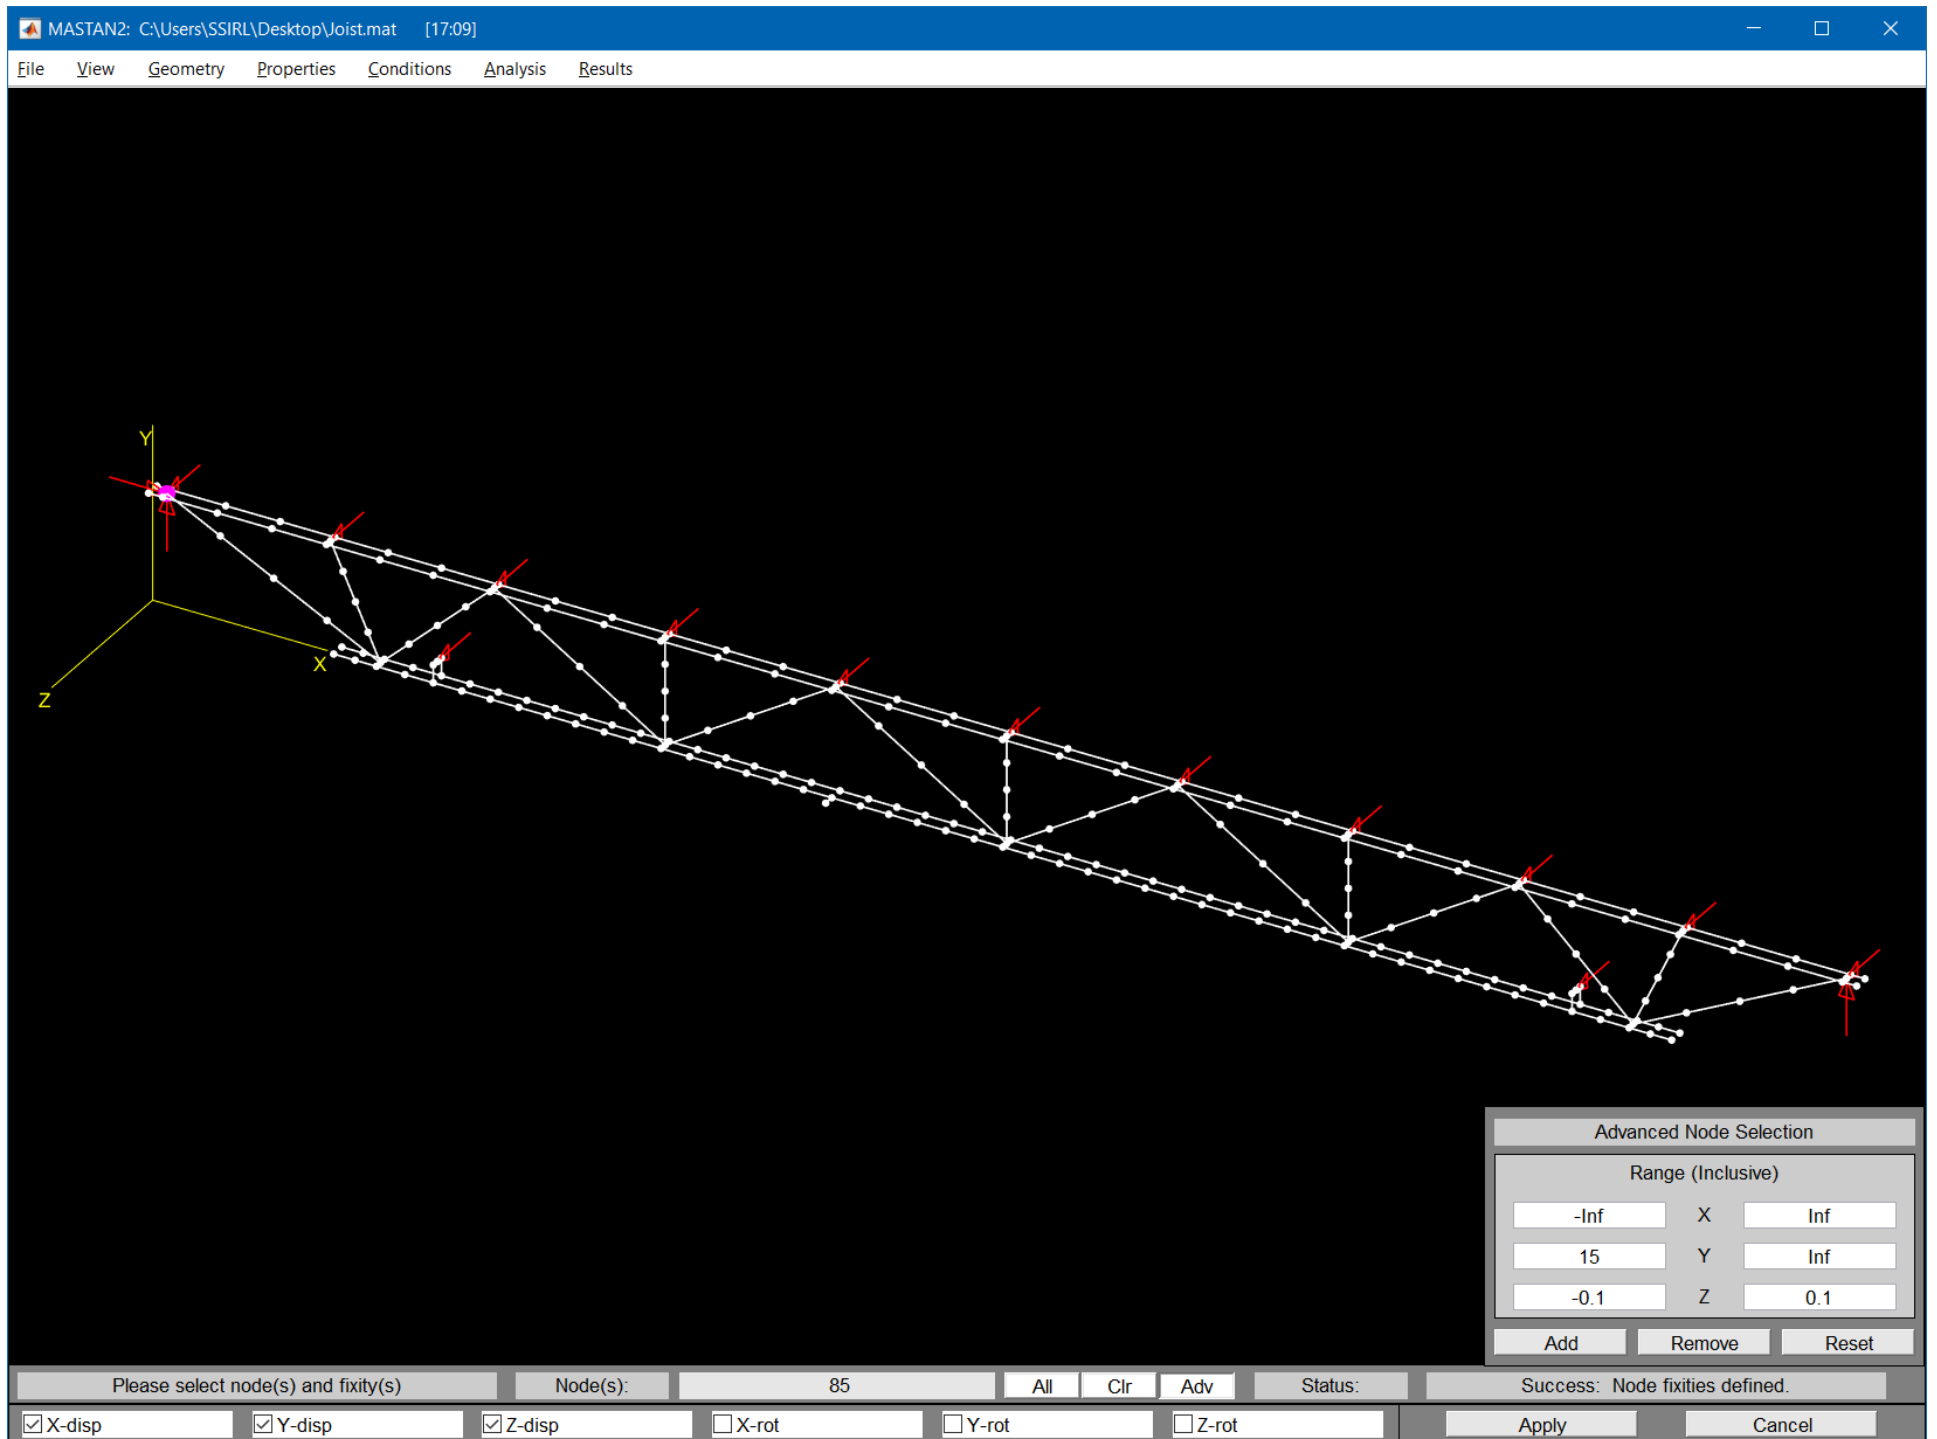 MASTAN2: C:\Users\SSIRL\Desktop\Joist.mat [17:09]
File View Geometry Properties Conditions Analysis Results
Y
X
Z
Advanced Node Selection
Range (Inclusive)
-Inf X Inf
15 Y Inf
-0.1 Z 0.1
Add Remove Reset
Please select node(s) and fixity(s) Node(s): 85 All Clr Adv Status: Success: Node fixities defined.
X-disp Y-disp Z-disp X-rot Y-rot Z-rot Apply Cancel